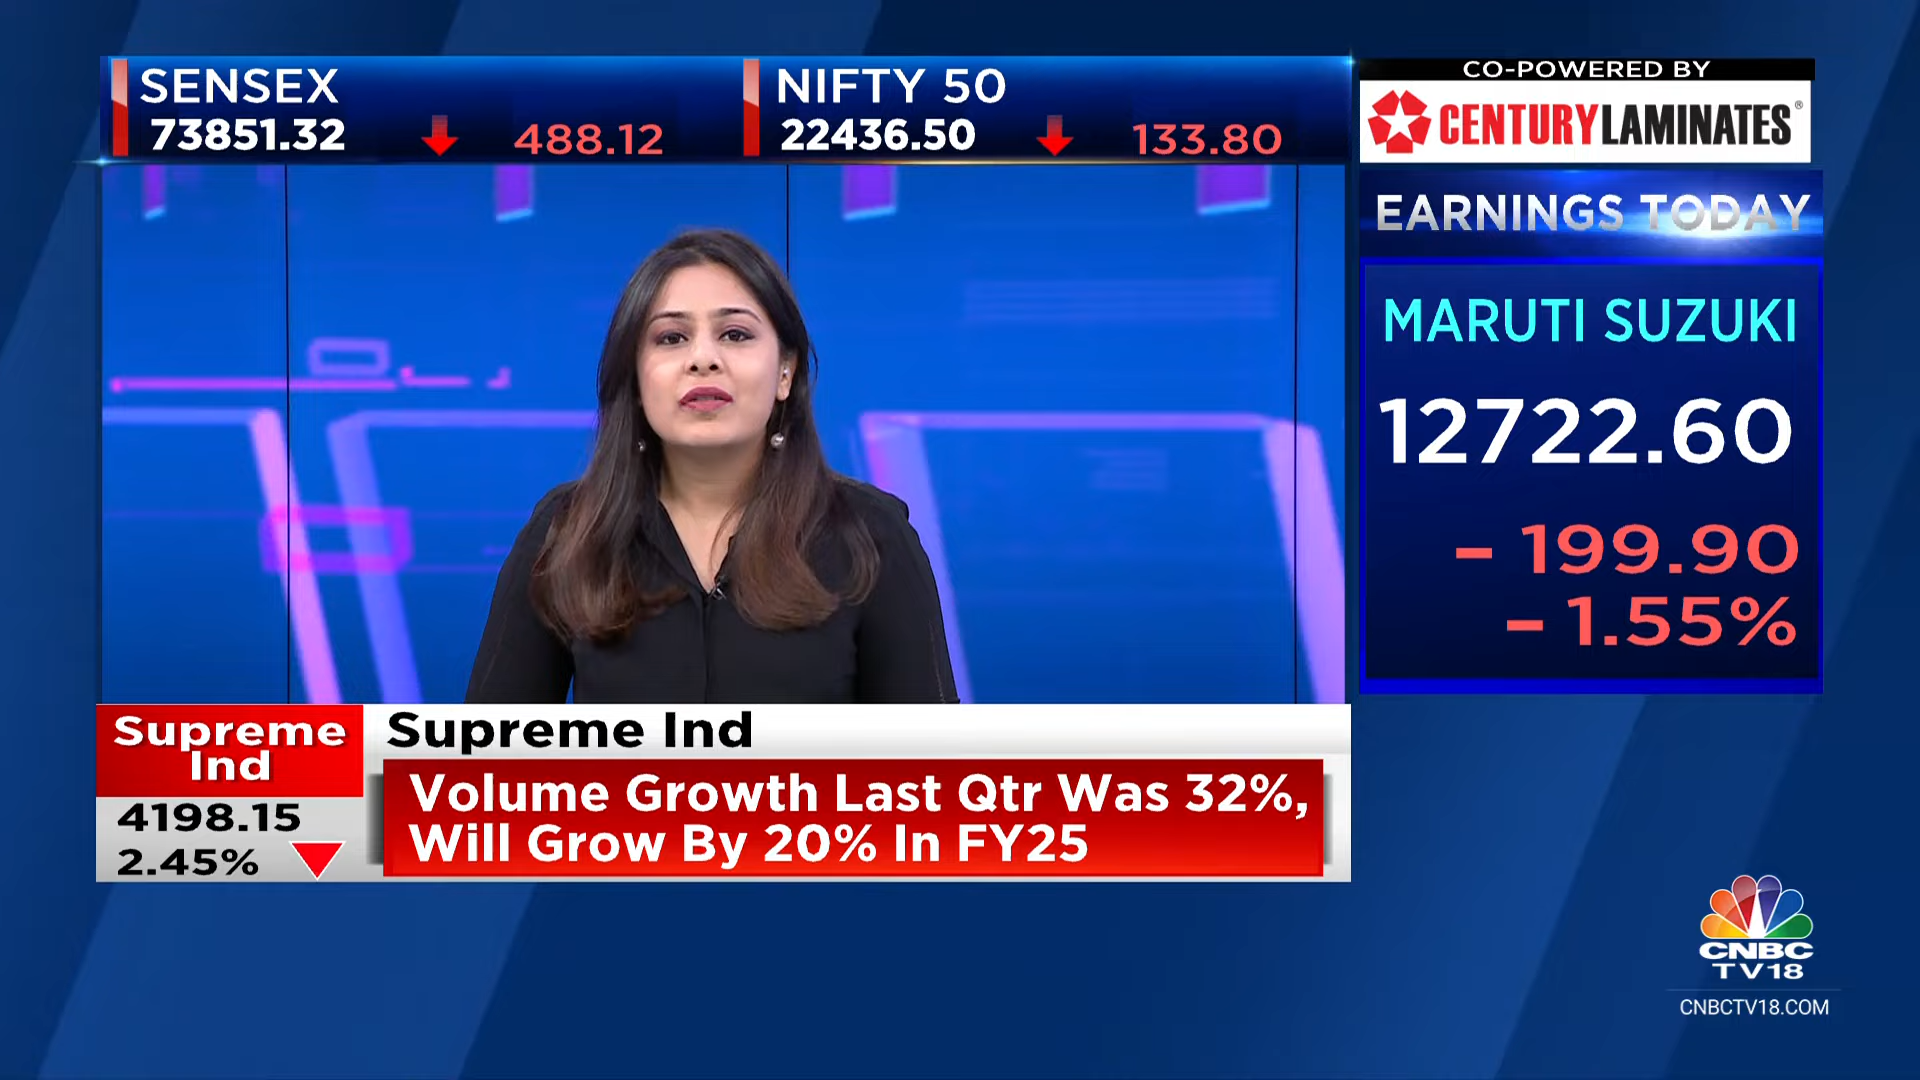 SENSEX
73851.32 488.12
NIFTY 50
22436.50 133.80
CO-POWERED BY
CENTURYLAMINATES®
EARNINGS TODAY
MARUTI SUZUKI
12722.60
- 199.90
- 1.55%
Supreme
Ind
4198.15
2.45%
Supreme Ind
Volume Growth Last Qtr Was 32%,
Will Grow By 20% In FY25
CNBC
TV18
CNBCTV18.COM